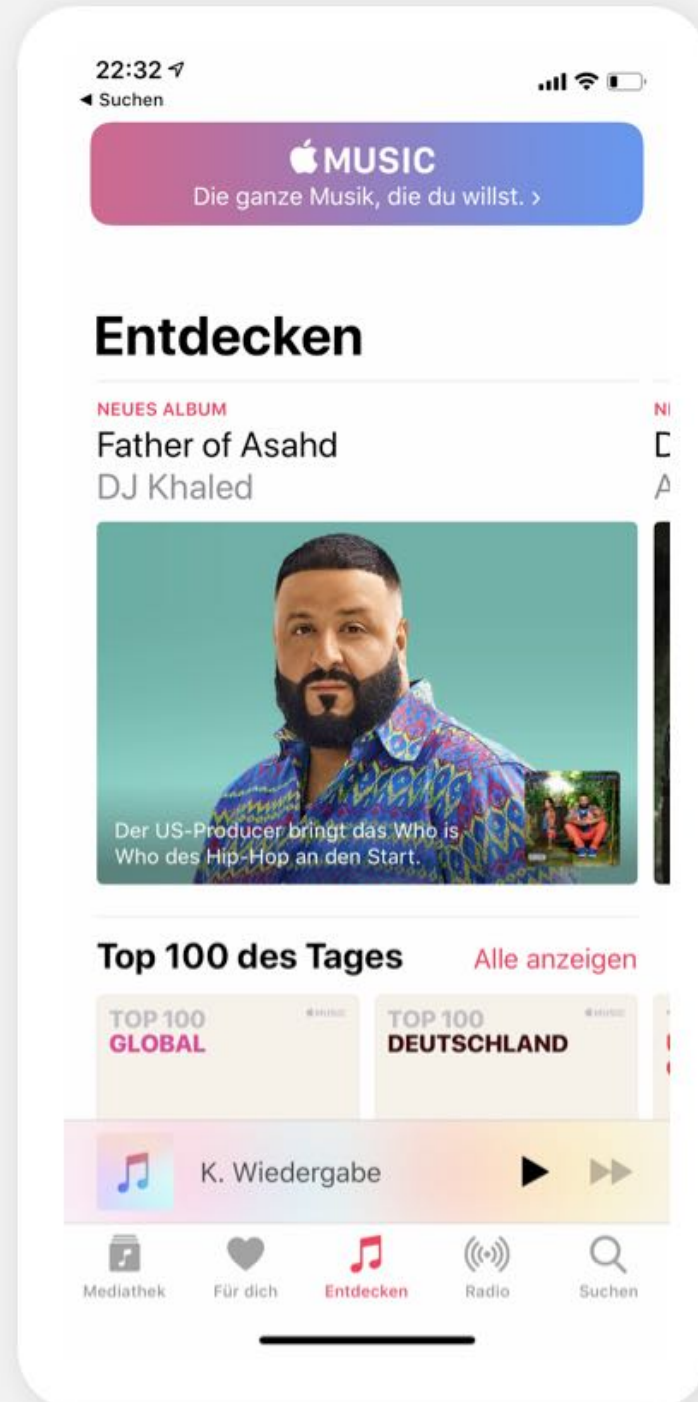 22:32
◀ Suchen
MUSIC
Die ganze Musik, die du willst. ›
Entdecken
NEUES ALBUM
Father of Asahd
DJ Khaled
Der US-Producer bringt das Who is
Who des Hip-Hop an den Start.
Top 100 des Tages
Alle anzeigen
TOP 100
GLOBAL
MUSIC
TOP 100
DEUTSCHLAND
MUSIC
K. Wiedergabe
Mediathek
Für dich
Entdecken
Radio
Suchen